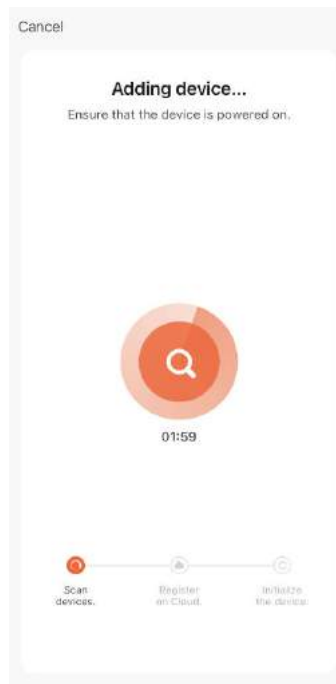 Cancel
Adding device...
Ensure that the device is powered on.
01:59
Scan
devices.
Register
on Cloud.
Initialize
the device.